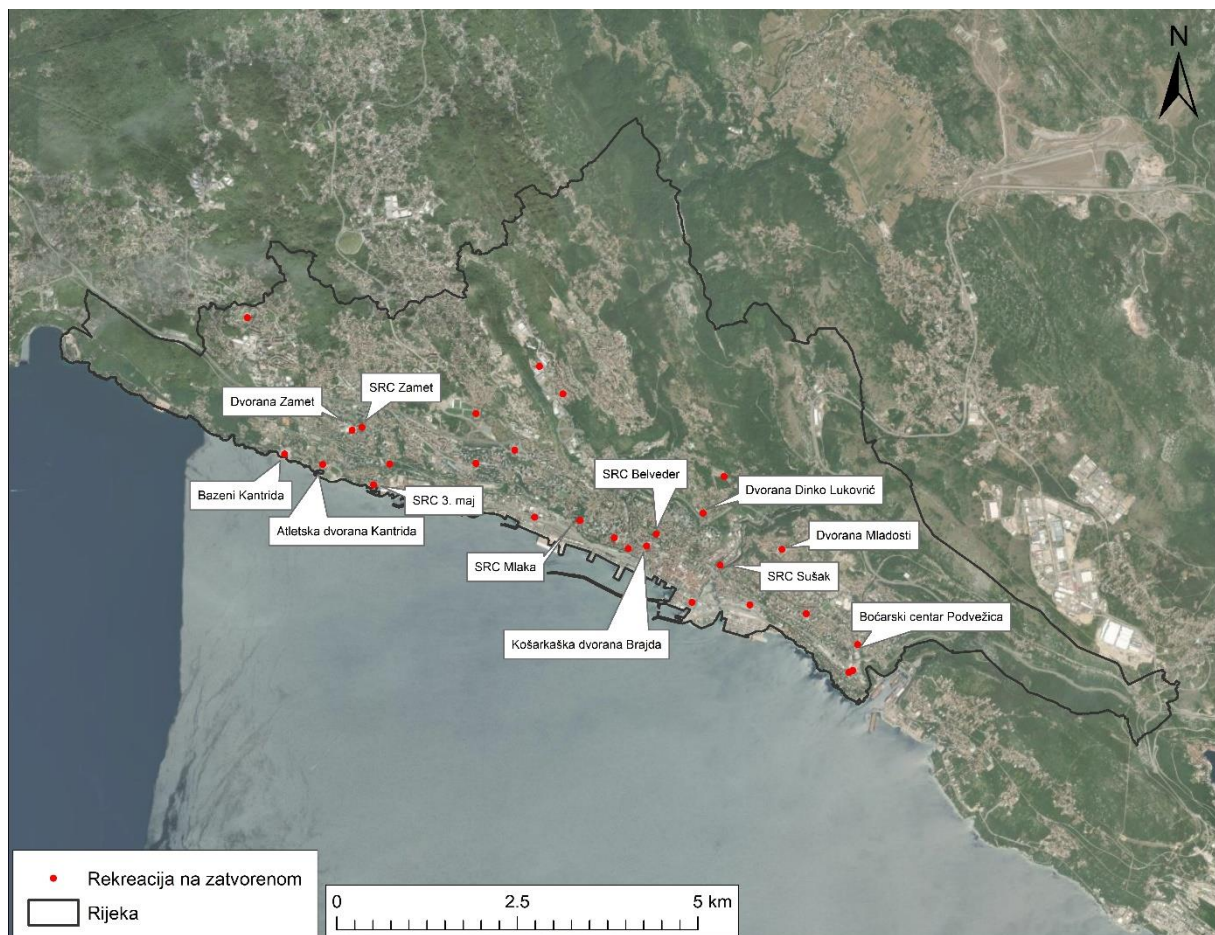 N
SRC Zamet
Dvorana Zamet
SRC Belveder
Bazeni Kantrida
SRC 3. maj
Dvorana Dinko Lukovrić
Atletska dvorana Kantrida
Dvorana Mladosti
SRC Mlaka
SRC Sušak
Boćarski centar Podvežica
Košarkaška dvorana Brajda
Rekreacija na zatvorenom
Rijeka
0 2.5 5 km